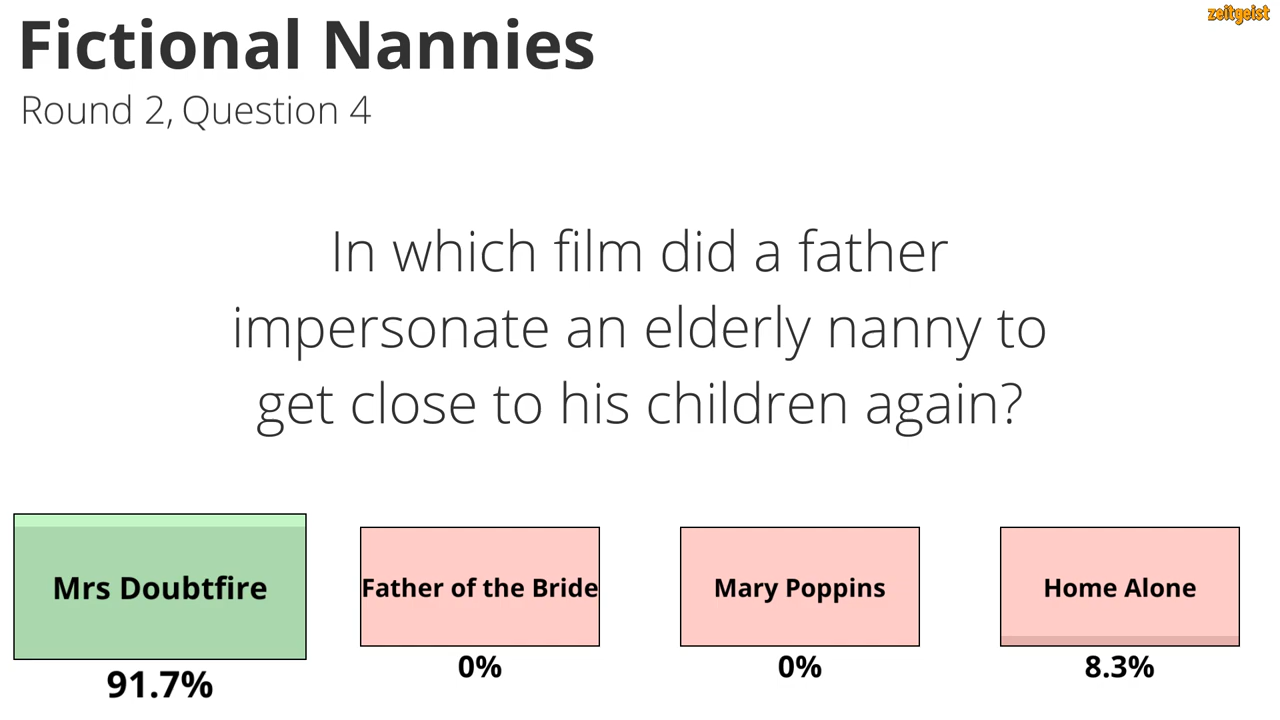 zeitgeist
Fictional Nannies
Round 2, Question 4
In which film did a father
impersonate an elderly nanny to
get close to his children again?
Mrs Doubtfire
Father of the Bride
Mary Poppins
Home Alone
91.7%
0%
0%
8.3%